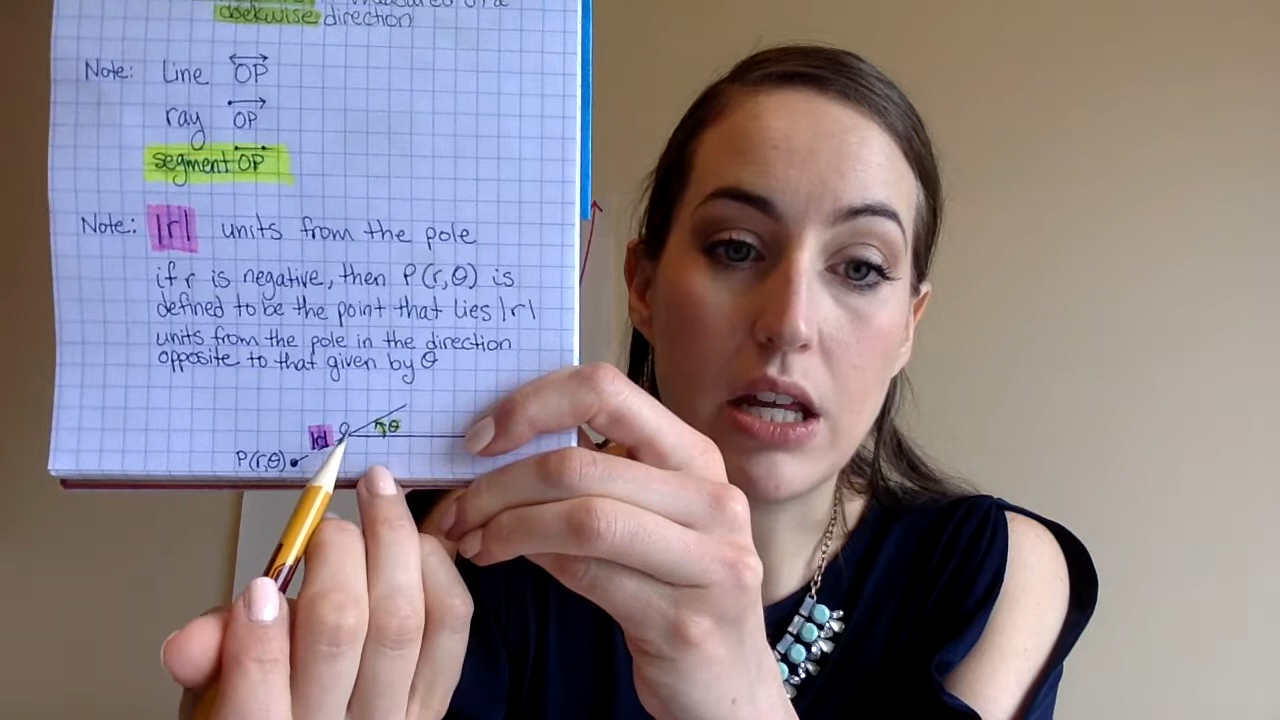 clockwise direction
Note: Line OP
ray OP
segment OP
Note: |r| units from the pole
if r is negative, then P(r,θ) is
defined to be the point that lies |r|
units from the pole in the direction
opposite to that given by θ
|r| O θ
P(r,θ)